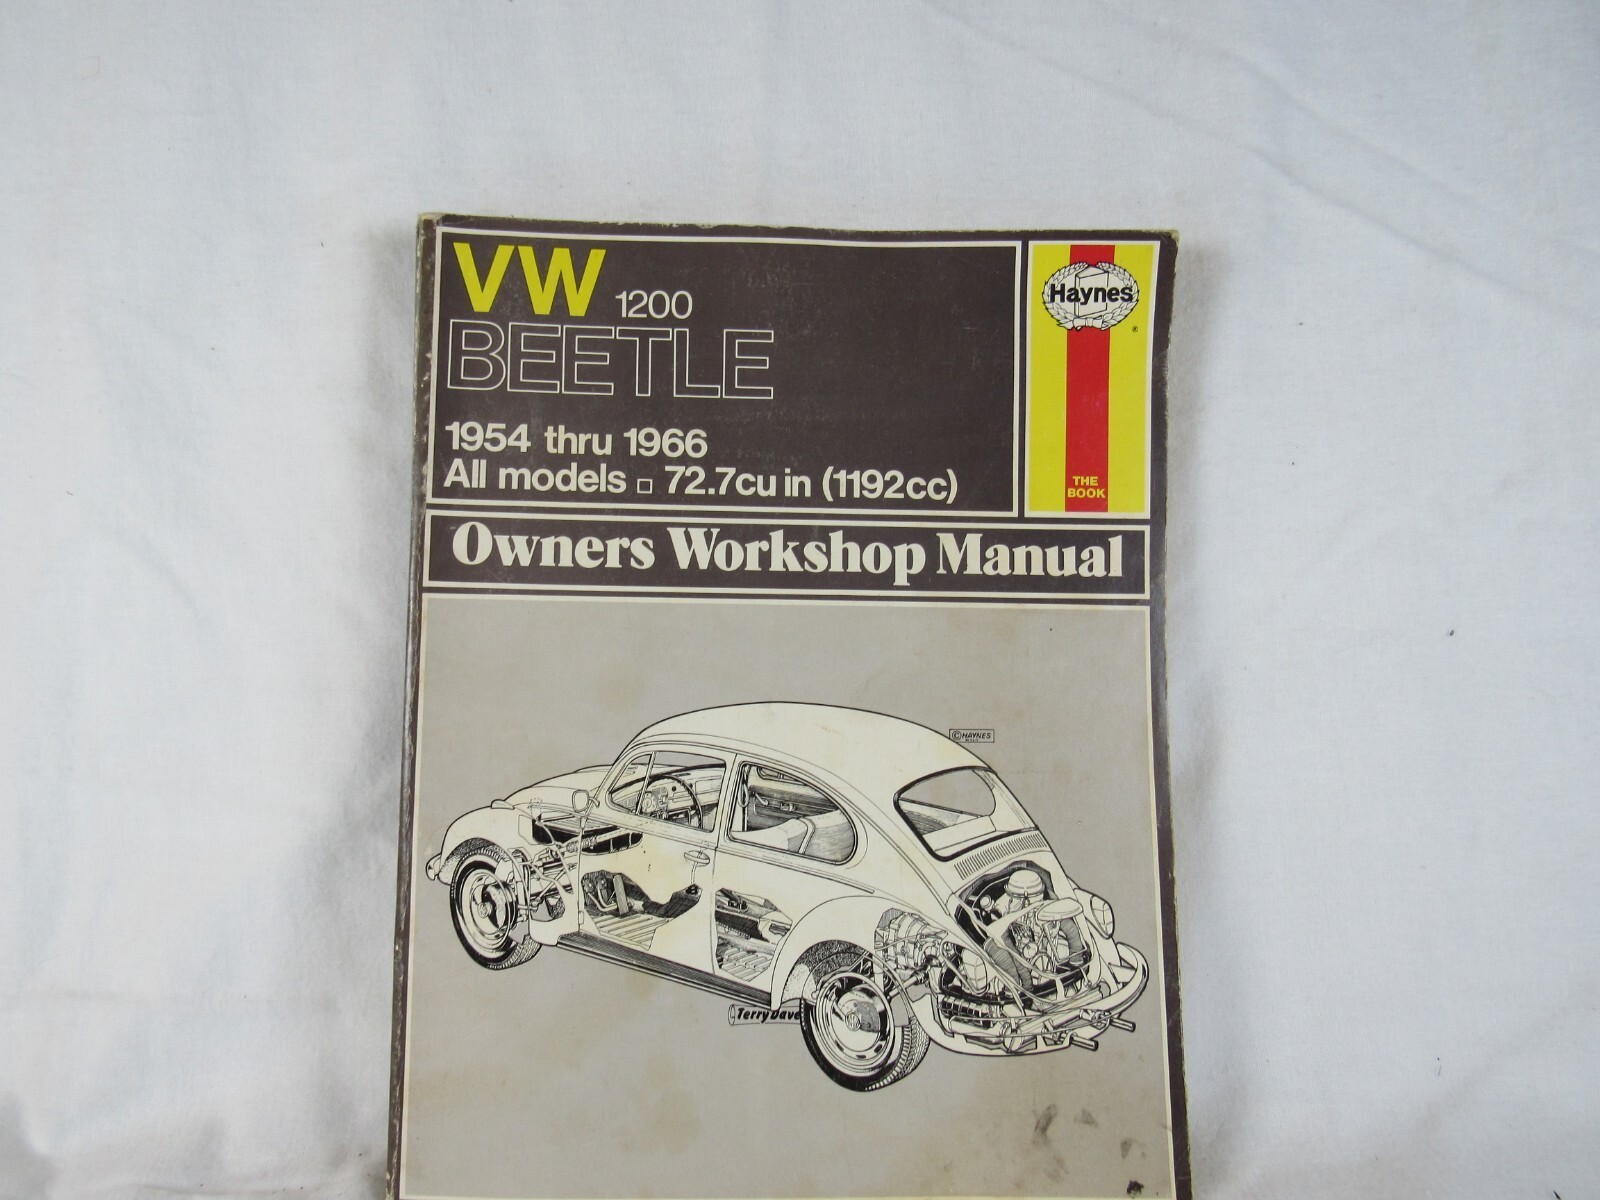 VW 1200
BEETLE
1954 thru 1966
All models □ 72.7cu in (1192cc)
Haynes
®
THE
BOOK
Owners Workshop Manual
©HAYNES
Terry Dave